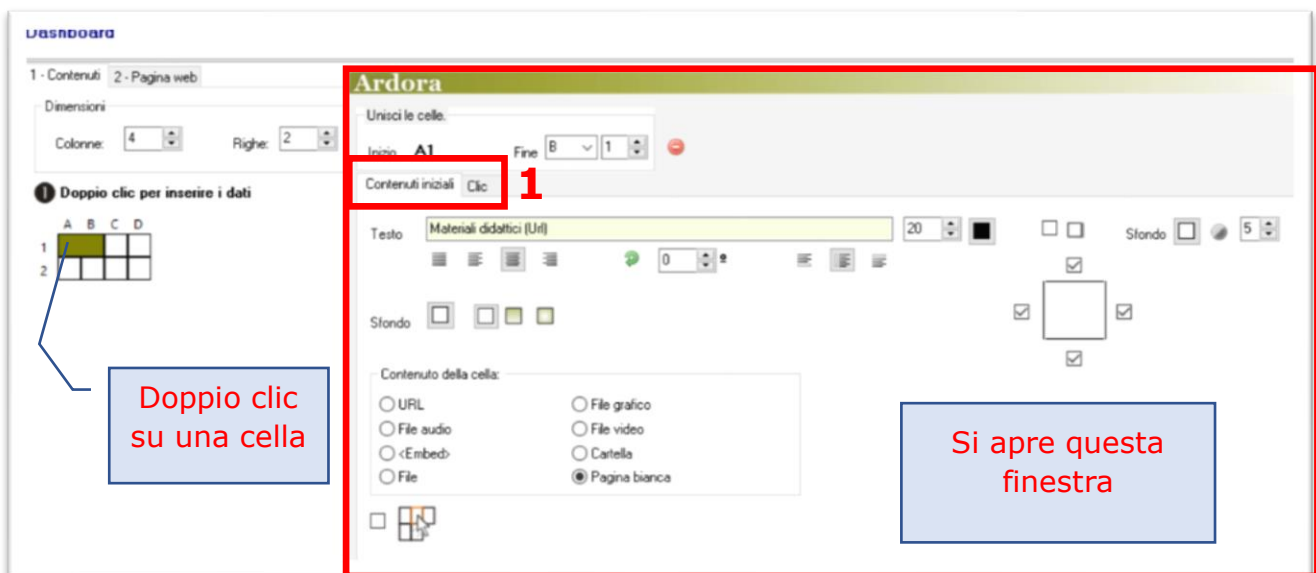 Dashboard
1 - Contenuti 2 - Pagina web
Dimensioni
Colonne: 4 Righe: 2
Doppio clic per inserire i dati
A B C D
1
2
Doppio clic
su una cella
Ardora
Unisci le celle.
Inizio A1 Fine B 1
Contenuti iniziali Clic
1
Testo Materiali didattici (Url) 20 Sfondo 5
0 º
Sfondo
Contenuto della cella:
URL File grafico
File audio File video
<Embed> Cartella
File Pagina bianca
Si apre questa
finestra